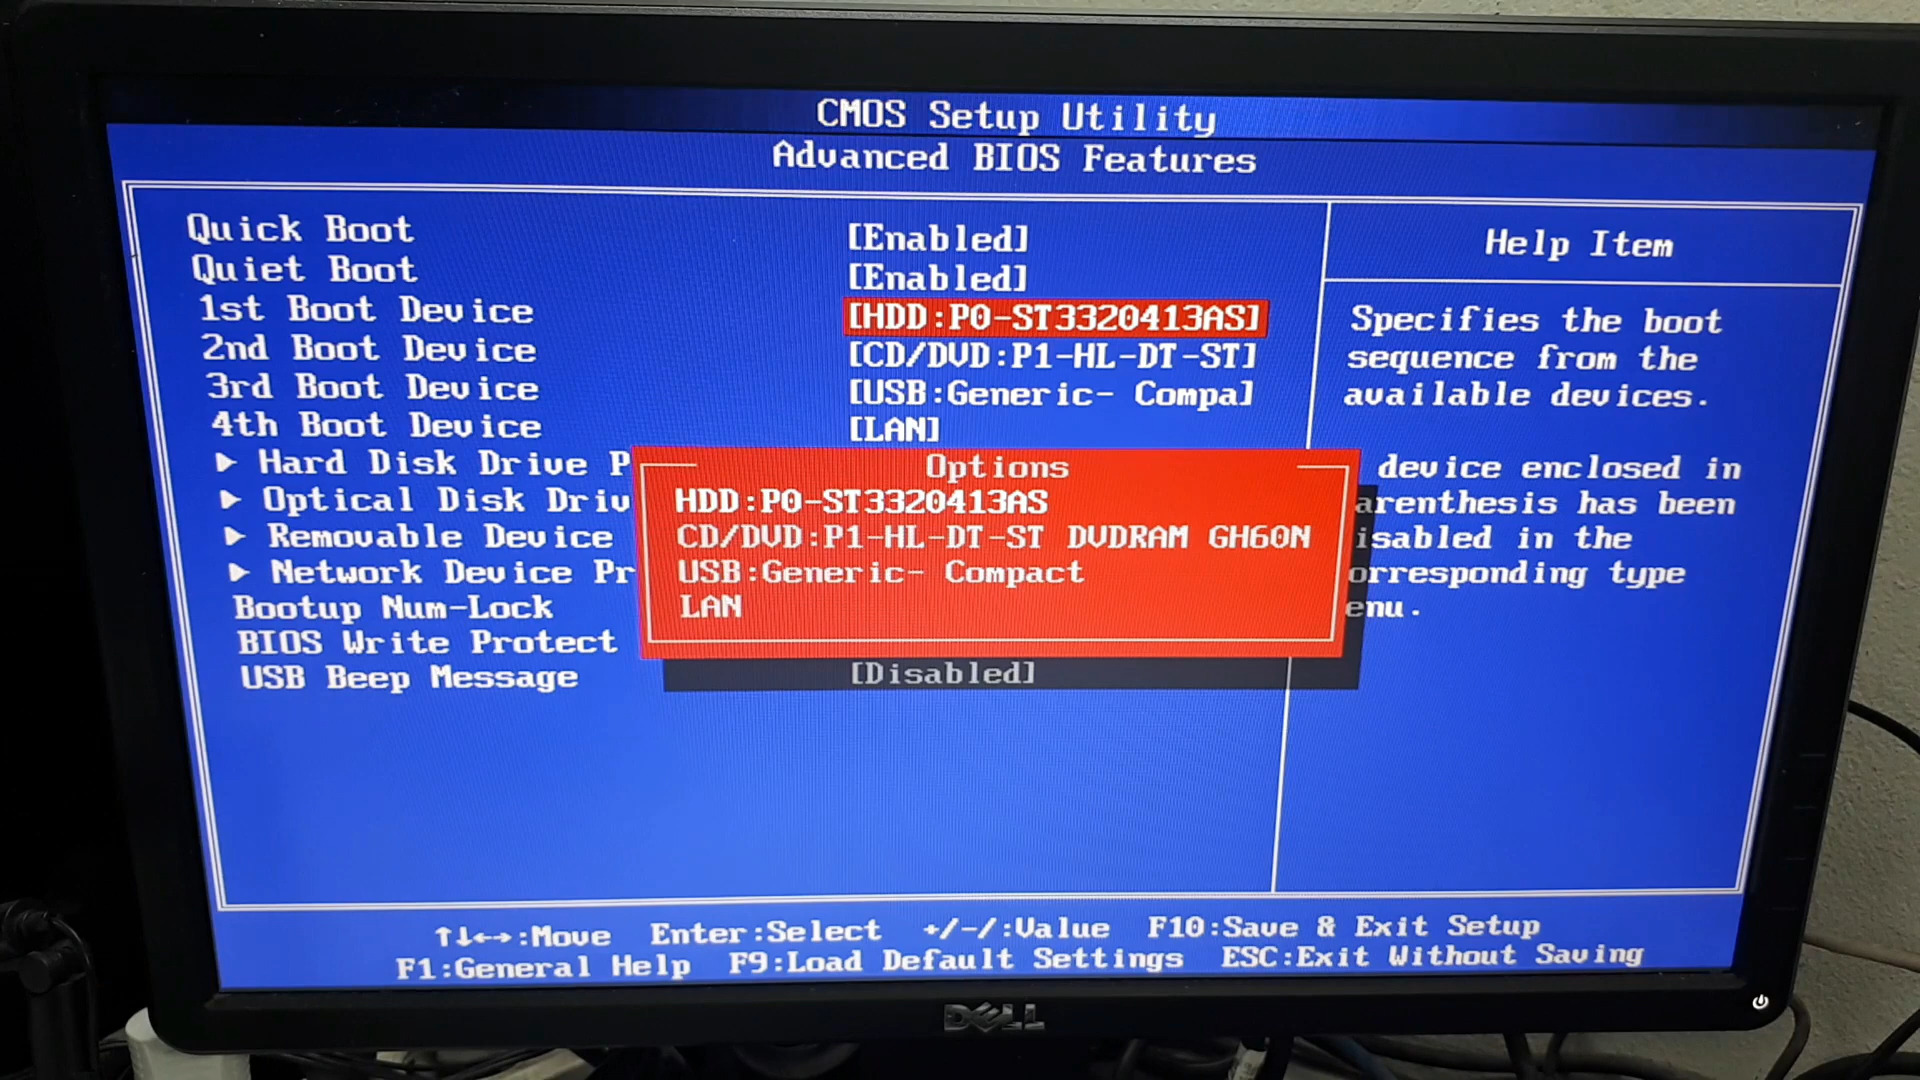 CMOS Setup Utility
Advanced BIOS Features
Quick Boot [Enabled]
Quiet Boot [Enabled]
1st Boot Device [HDD:P0-ST3320413AS]
2nd Boot Device [CD/DVD:P1-HL-DT-ST]
3rd Boot Device [USB:Generic- Compa]
4th Boot Device [LAN]
▶ Hard Disk Drive P
▶ Optical Disk Driv
▶ Removable Device
▶ Network Device Pr
Bootup Num-Lock
BIOS Write Protect
USB Beep Message [Disabled]
Options
HDD:P0-ST3320413AS
CD/DVD:P1-HL-DT-ST DVDRAM GH60N
USB:Generic- Compact
LAN
Help Item
Specifies the boot
sequence from the
available devices.
device enclosed in
arenthesis has been
isabled in the
orresponding type
enu.
↑↓←→:Move Enter:Select +/-/:Value F10:Save & Exit Setup
F1:General Help F9:Load Default Settings ESC:Exit Without Saving
DELL